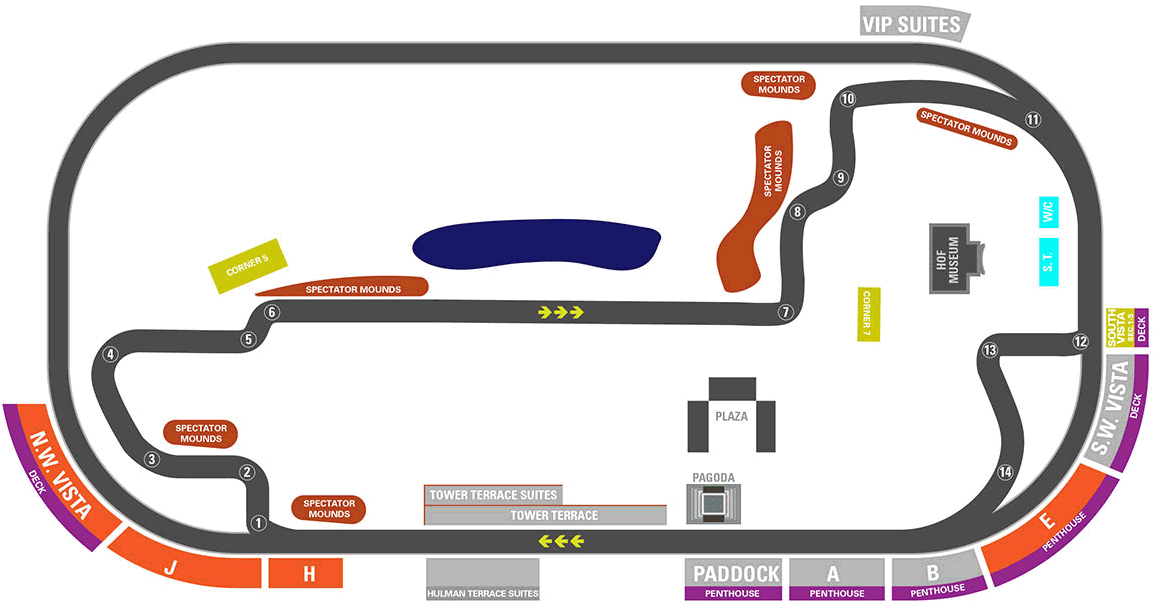 VIP SUITES
SPECTATOR
MOUNDS
10
11
SPECTATOR MOUNDS
SPECTATOR
MOUNDS
9
8
W/C
S. T.
HOF
MUSEUM
CORNER 5
SPECTATOR MOUNDS
6
7
CORNER 7
5
4
12
13
SOUTH
VISTA
SEC. 1-5
DECK
S.W. VISTA
DECK
PLAZA
SPECTATOR
MOUNDS
3
2
14
N.W. VISTA
DECK
PAGODA
TOWER TERRACE SUITES
TOWER TERRACE
SPECTATOR
MOUNDS
1
E
PENTHOUSE
J
H
HULMAN TERRACE SUITES
PADDOCK
PENTHOUSE
A
PENTHOUSE
B
PENTHOUSE